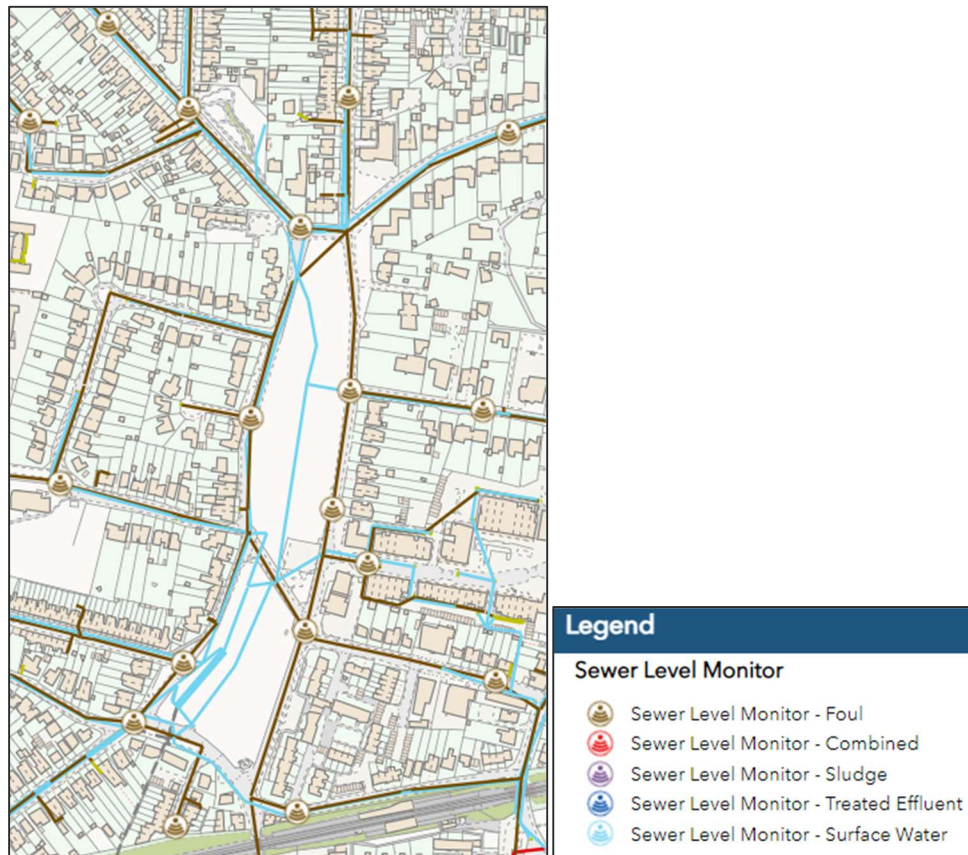 Legend
Sewer Level Monitor
Sewer Level Monitor - Foul
Sewer Level Monitor - Combined
Sewer Level Monitor - Sludge
Sewer Level Monitor - Treated Effluent
Sewer Level Monitor - Surface Water